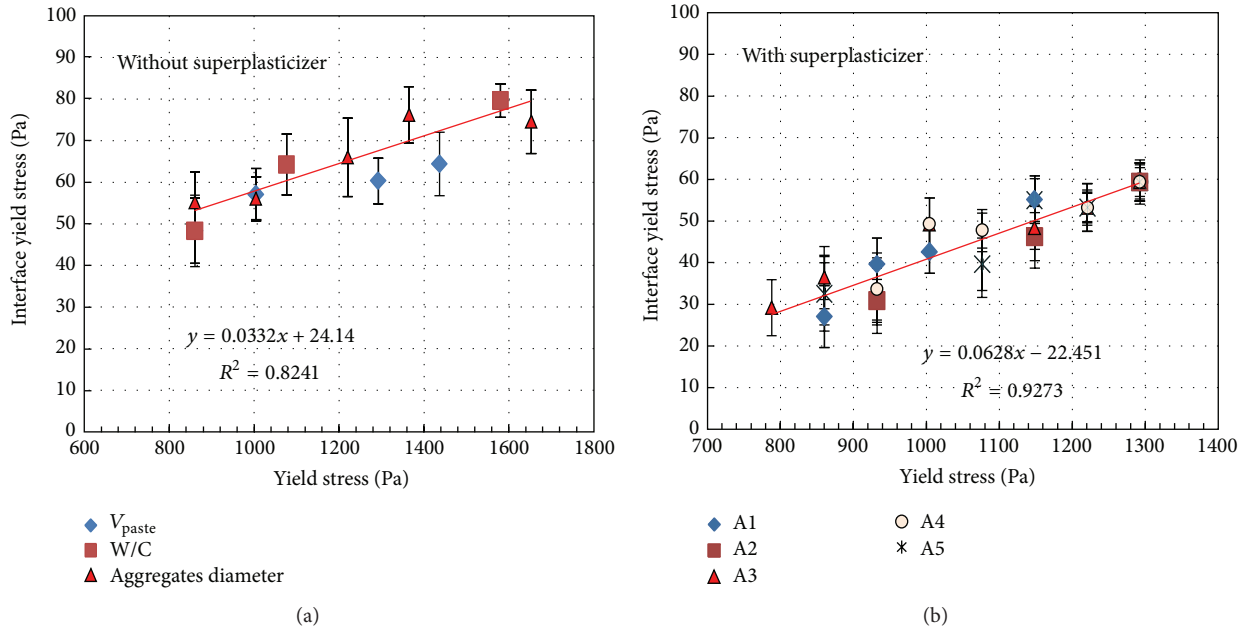 100
90
80
70
60
50
40
30
20
10
0
Interface yield stress (Pa)
Without superplasticizer
y = 0.0332x + 24.14
R² = 0.8241
600 800 1000 1200 1400 1600 1800
Yield stress (Pa)
V_paste
W/C
Aggregates diameter
(a)
100
90
80
70
60
50
40
30
20
10
0
Interface yield stress (Pa)
With superplasticizer
y = 0.0628x − 22.451
R² = 0.9273
700 800 900 1000 1100 1200 1300 1400
Yield stress (Pa)
A1 A4
A2 A5
A3
(b)